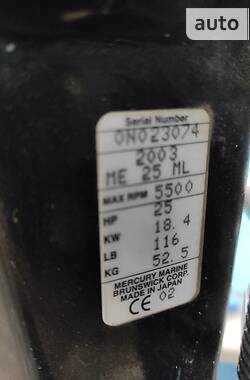 auto
Serial Number
0N023074
2003
ME 25 ML
MAX RPM 5500
HP 25
KW 18.4
LB 116
KG 52.5
MERCURY MARINE
BRUNSWICK CORP.
MADE IN JAPAN
CE 02